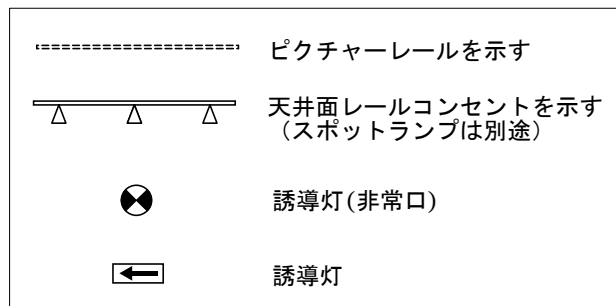 ピクチャーレールを示す
天井面レールコンセントを示す
(スポットランプは別途)
誘導灯(非常口)
誘導灯